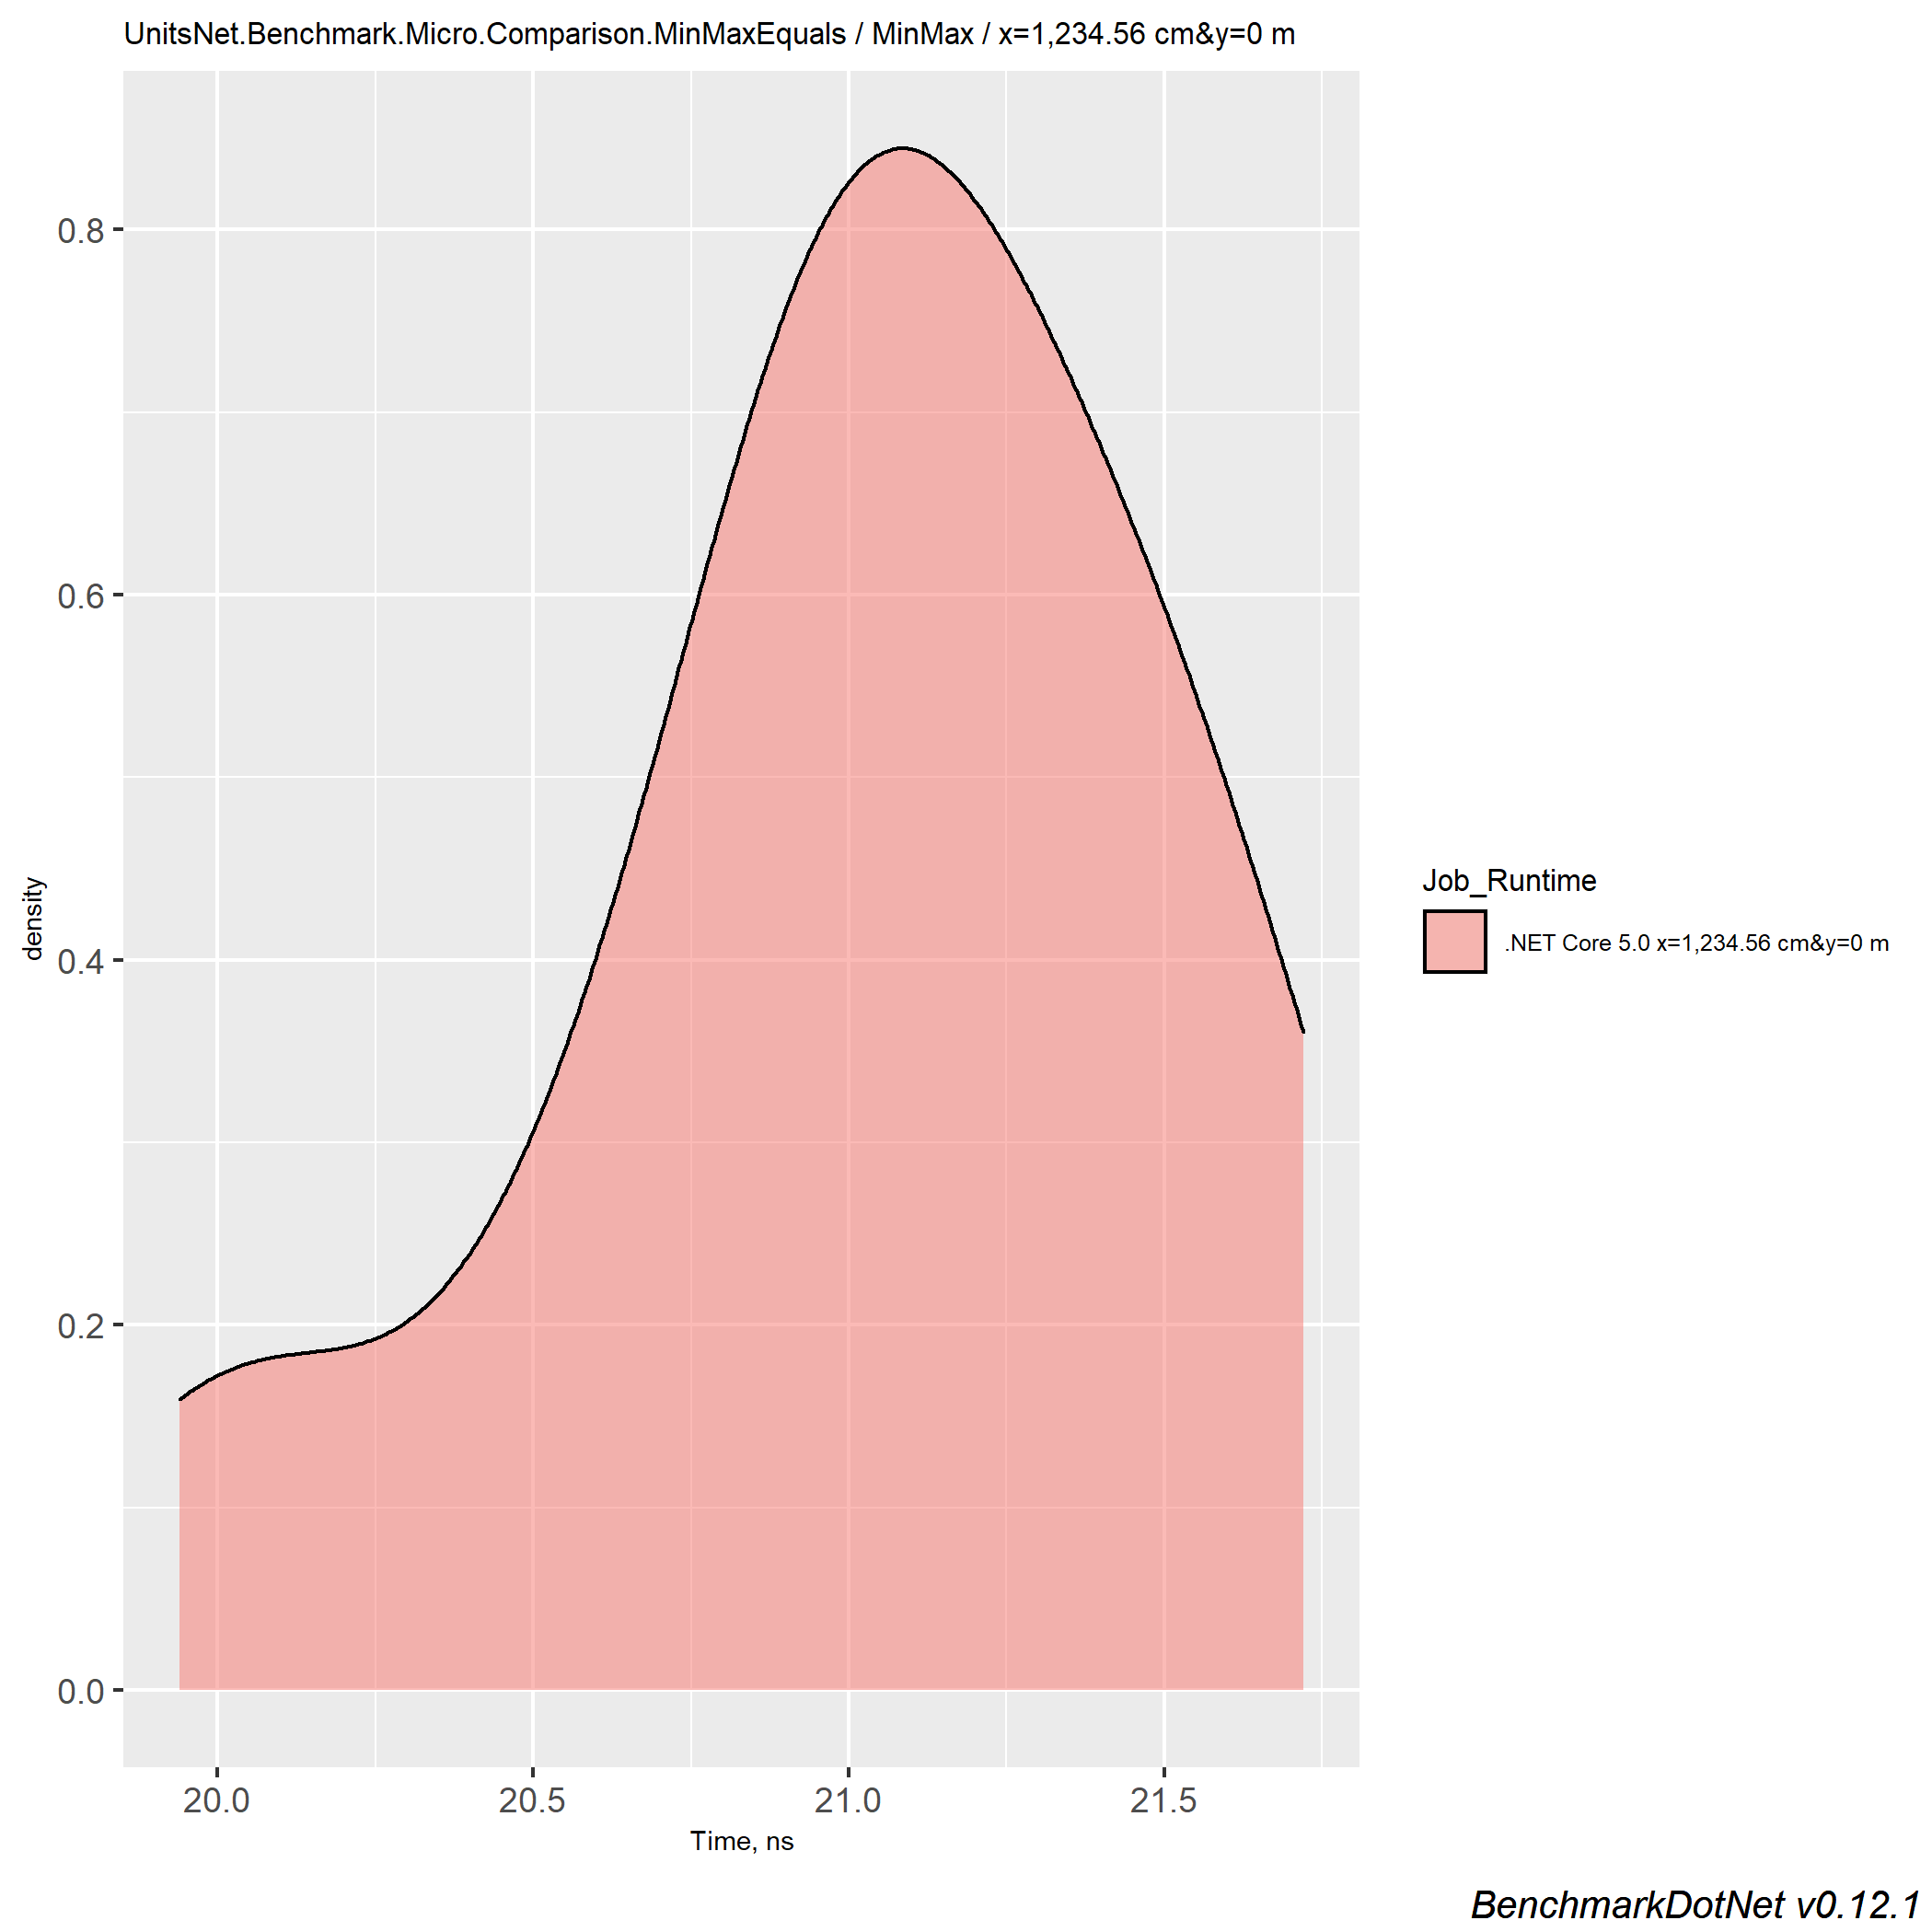 UnitsNet.Benchmark.Micro.Comparison.MinMaxEquals / MinMax / x=1,234.56 cm&y=0 m
0.8
0.6
0.4
0.2
0.0
density
20.0 20.5 21.0 21.5
Time, ns
Job_Runtime
.NET Core 5.0 x=1,234.56 cm&y=0 m
BenchmarkDotNet v0.12.1